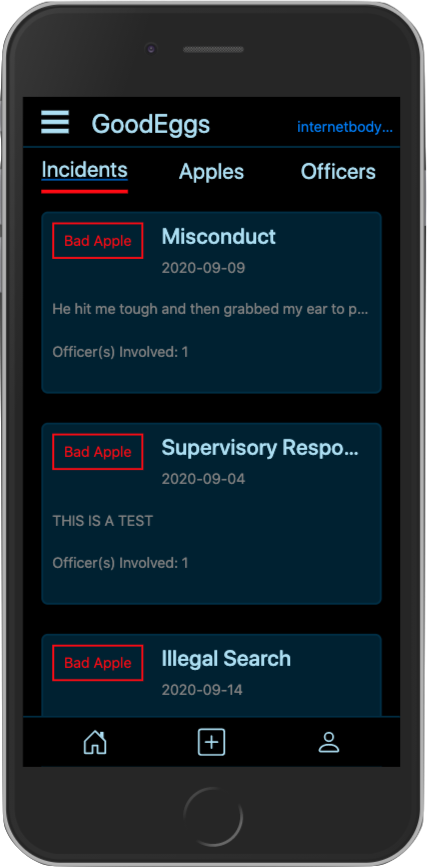 GoodEggs
internetbody...
Incidents Apples Officers
Bad Apple
Misconduct
2020-09-09
He hit me tough and then grabbed my ear to p...
Officer(s) Involved: 1
Bad Apple
Supervisory Respo...
2020-09-04
THIS IS A TEST
Officer(s) Involved: 1
Bad Apple
Illegal Search
2020-09-14